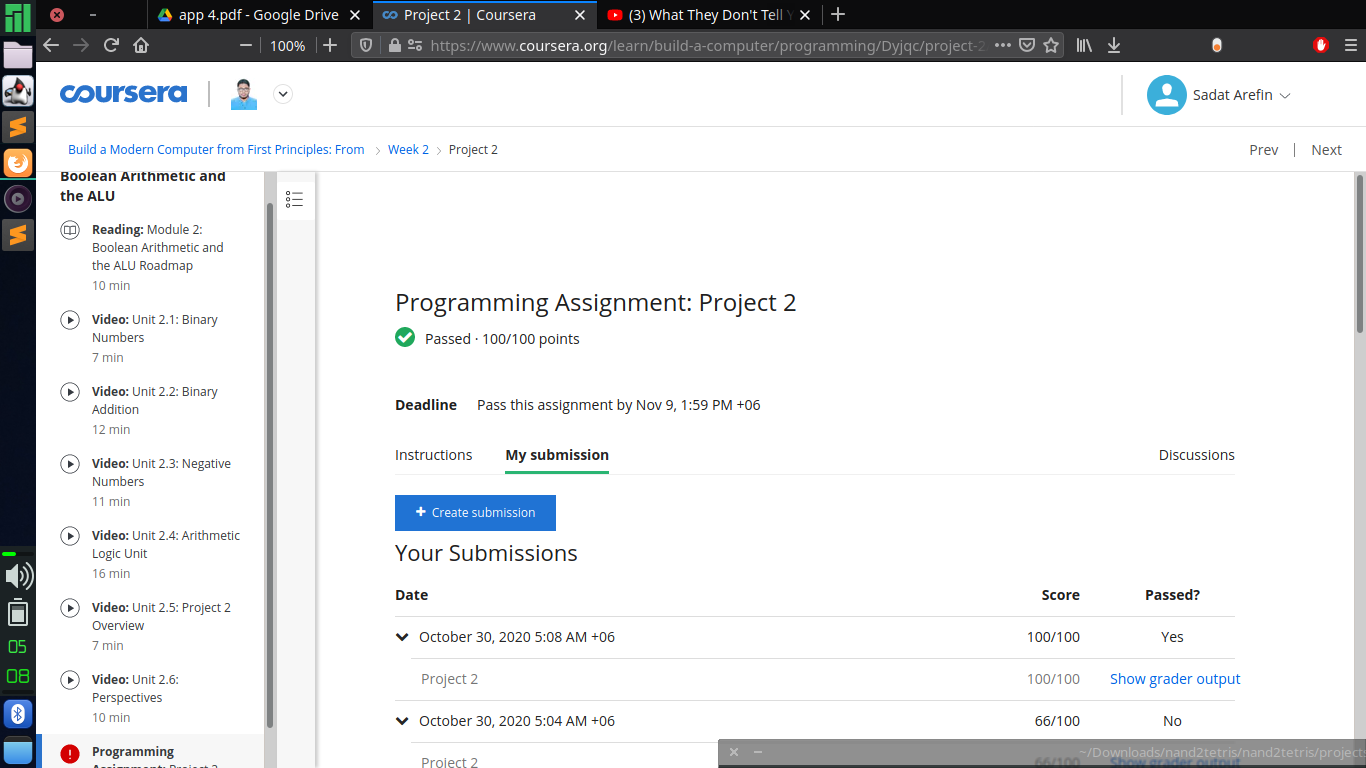 app 4.pdf - Google Drive
Project 2 | Coursera
(3) What They Don't Tell Y
100%
https://www.coursera.org/learn/build-a-computer/programming/Dyjqc/project-2
coursera
Sadat Arefin
Build a Modern Computer from First Principles: From
Week 2
Project 2
Prev
Next
Boolean Arithmetic and
the ALU
Reading: Module 2:
Boolean Arithmetic and
the ALU Roadmap
10 min
Video: Unit 2.1: Binary
Numbers
7 min
Video: Unit 2.2: Binary
Addition
12 min
Video: Unit 2.3: Negative
Numbers
11 min
Video: Unit 2.4: Arithmetic
Logic Unit
16 min
Video: Unit 2.5: Project 2
Overview
7 min
Video: Unit 2.6:
Perspectives
10 min
Programming
Assignment: Project 2
Programming Assignment: Project 2
Passed · 100/100 points
Deadline Pass this assignment by Nov 9, 1:59 PM +06
Instructions
My submission
Discussions
+ Create submission
Your Submissions
Date Score Passed?
October 30, 2020 5:08 AM +06 100/100 Yes
Project 2 100/100 Show grader output
October 30, 2020 5:04 AM +06 66/100 No
Project 2 66/100 Show grader output
~/Downloads/nand2tetris/nand2tetris/project
05
08